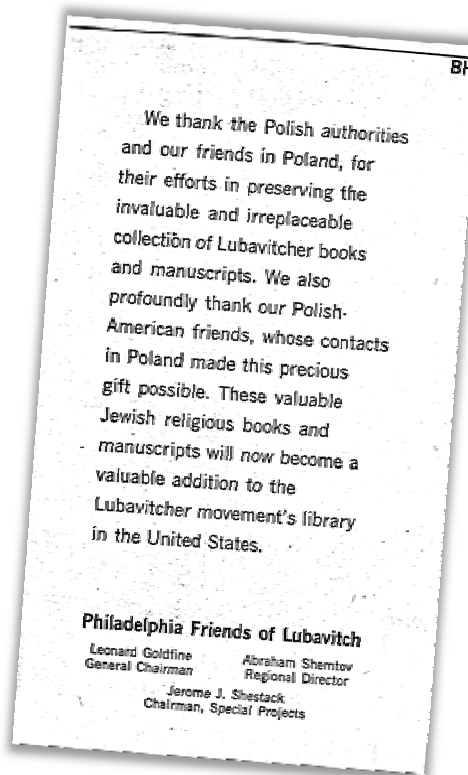 BH
We thank the Polish authorities
and our friends in Poland, for
their efforts in preserving the
invaluable and irreplaceable
collection of Lubavitcher books
and manuscripts. We also
profoundly thank our Polish-
American friends, whose contacts
in Poland made this precious
gift possible. These valuable
Jewish religious books and
manuscripts will now become a
valuable addition to the
Lubavitcher movement's library
in the United States.
Philadelphia Friends of Lubavitch
Leonard Goldfine Abraham Shemtov
General Chairman Regional Director
Jerome J. Shestack
Chairman, Special Projects